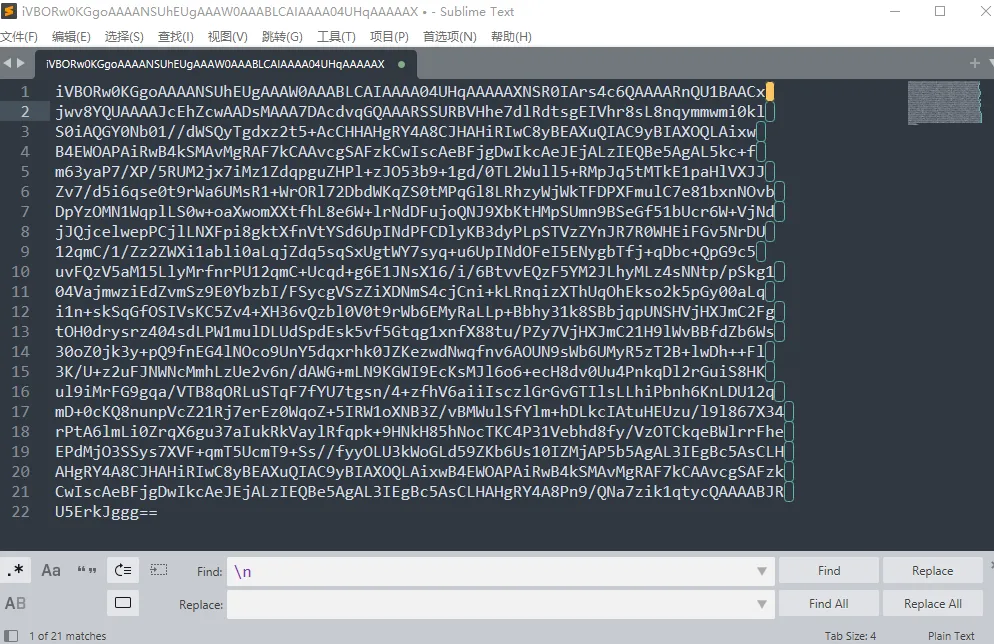 iVBORw0KGgoAAAANSUhEUgAAAW0AAABLCAIAAAA04UHqAAAAAX • - Sublime Text
文件(F) 编辑(E) 选择(S) 查找(I) 视图(V) 跳转(G) 工具(T) 项目(P) 首选项(N) 帮助(H)
iVBORw0KGgoAAAANSUhEUgAAAW0AAABLCAIAAAA04UHqAAAAAX
1 iVBORw0KGgoAAAANSUhEUgAAAW0AAABLCAIAAAA04UHqAAAAAXNSR0IArs4c6QAAAARnQU1BAACx
2 jwv8YQUAAAAJcEhZcwAADsMAAA7DAcdvqGQAAARSSURBVHhe7dlRdtsgEIVhr8sL8nqymmwmi0kl
3 S0iAQGY0Nb01//dWSQyTgdxz2t5+AcCHHAHgRY4A8CJHAHiRIwC8yBEAXuQIAC9yBIAXOQLAixw
4 B4EWOAPAiRwB4kSMAvMgRAF7kCAAvcgSAFzkCwIscAeBFjgDwIkcAeJEjALzIEQBe5AgAL5kc+f
5 m63yaP7/XP/5RUM2jx7iMz1ZdqpguZHPl+zJO53b9+1gd/0TL2Wull5+RMpJq5tMTkE1paHlVXJJ
6 Zv7/d5i6qse0t9rWa6UMsR1+WrORl72DbdWKqZS0tMPqGl8LRhzyWjWkTFDPXFmulC7e81bxnNOvb
7 DpYzOMN1WqplLS0w+oaXwomXXtfhL8e6W+lrNdDFujoQNJ9XbKtHMpSUmn9BSeGf51bUcr6W+VjNd
8 jJQjcelwepPCjlLNXFpi8gktXfnVtYSd6UpINdPFCDlyKB3dyPLpSTVzZYnJR7R0WHEiFGv5NrDU
9 12qmC/1/Zz2ZWXi1abli0aLqjZdq5sqSxUgtWY7syq+u6UpINdOFeI5ENygbTfj+qDbc+QpG9c5
10 uvFQzV5aM15LlyMrfnrPU12qmC+Ucqd+g6E1JNsX16/i/6BtvvEQzF5YM2JLhyMLz4sNNtp/pSkg1
11 04VajmwziEdZvmSz9E0YbzbI/FSycgVSzZiXDNmS4cjCni+kLRnqizXThUqOhEkso2k5pGy00aLq
12 i1n+skSqGfOSIVsKC5Zv4+XH36vQzbl0V0t9rWb6EMyRaLLp+Bbhy31k8SBbjqpUNSHVjHXJmC2Fg
13 tOH0drysrz404sdLPW1mulDLUdSpdEsk5vf5Gtqg1xnfX88tu/PZy7VjHXJmC21H9lWvBBfdZb6Ws
14 30oZ0jk3y+pQ9fnEG4lNOco9UnY5dqxrhk0JZKezwdNwqfnv6AOUN9sWb6UMyR5zT2B+lwDh++Fl
15 3K/U+z2uFJNWNcMmhLzUe2v6n/dAWG+mLN9KGWI9EcKsMJl6o6+ecH8dv0Uu4PnkqDl2rGuiS8HK
16 ul9iMrFG9gqa/VTB8qORLuSTqF7fYU7tgsn/4+zfhV6aiiIsczlGrGvGTIlsLLhiPbnh6KnLDU12q
17 mD+0cKQ8nunpVcZ21Rj7erEz0WqoZ+5IRW1oXNB3Z/vBMWulSfYlm+hDLkcIAtuHEUzu/l9l867X34
18 rPtA6lmLi0ZrqX6gu37aIukRkVaylRfqpk+9HNkH85hNocTKC4P31Vebhd8fy/VzOTCkqeBWlrrFhe
19 EPdMjO3SSys7XVF+qmT5UcmT9+Ss//fyyOLU3kWoGLd59ZKb6Us10IZMjAP5b5AgAL3IEgBc5AsCLH
20 AHgRY4A8CJHAHiRIwC8yBEAXuQIAC9yBIAXOQLAixwB4EWOAPAiRwB4kSMAvMgRAF7kCAAvcgSAFzk
21 CwIscAeBFjgDwIkcAeJEjALzIEQBe5AgAL3IEgBc5AsCLHAHgRY4A8Pn9/QNa7zik1qtycQAAAABJR
22 U5ErkJggg==
.* Aa “” Find: \n Find Replace
AB Replace: Find All Replace All
1 of 21 matches Tab Size: 4 Plain Text